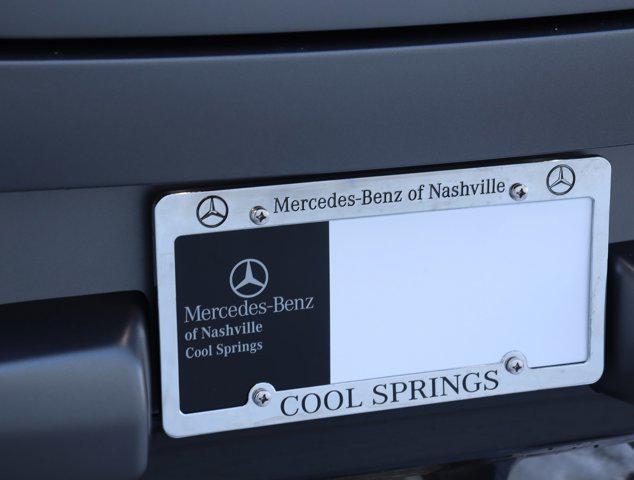 Mercedes-Benz of Nashville
Mercedes-Benz
of Nashville
Cool Springs
COOL SPRINGS